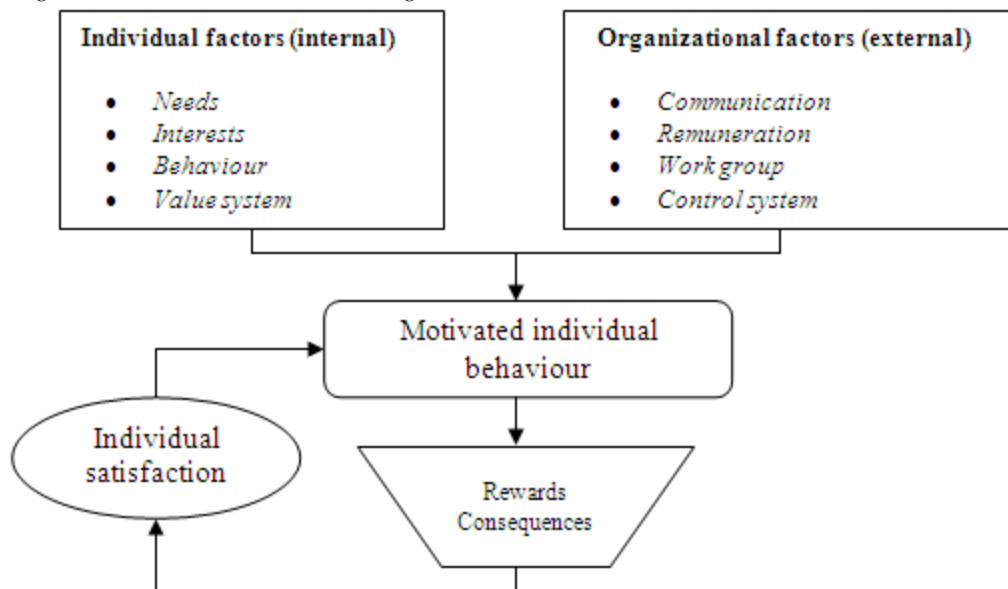 Individual factors (internal)
• Needs
• Interests
• Behaviour
• Value system
Organizational factors (external)
• Communication
• Remuneration
• Work group
• Control system
Motivated individual
behaviour
Individual
satisfaction
Rewards
Consequences